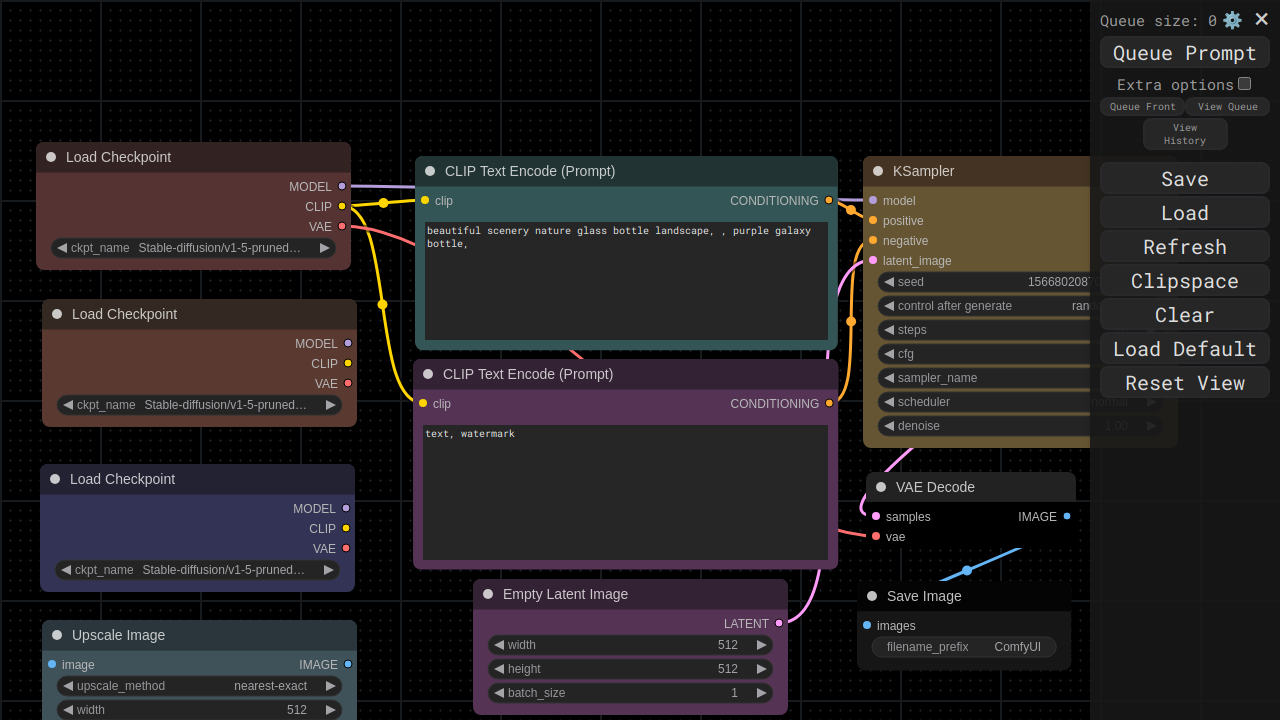 Load Checkpoint
MODEL
CLIP
VAE
ckpt_name Stable-diffusion/v1-5-pruned…
Load Checkpoint
MODEL
CLIP
VAE
ckpt_name Stable-diffusion/v1-5-pruned…
Load Checkpoint
MODEL
CLIP
VAE
ckpt_name Stable-diffusion/v1-5-pruned…
Upscale Image
image IMAGE
upscale_method nearest-exact
width 512
CLIP Text Encode (Prompt)
clip CONDITIONING
beautiful scenery nature glass bottle landscape, , purple galaxy
bottle,
CLIP Text Encode (Prompt)
clip CONDITIONING
text, watermark
Empty Latent Image
LATENT
width 512
height 512
batch_size 1
KSampler
model
positive
negative
latent_image
seed
control after generate
steps
cfg
sampler_name
scheduler normal
denoise 1.00
VAE Decode
samples IMAGE
vae
Save Image
images
filename_prefix ComfyUI
Queue size: 0
Queue Prompt
Extra options
Queue Front View Queue
View
History
Save
Load
Refresh
Clipspace
Clear
Load Default
Reset View